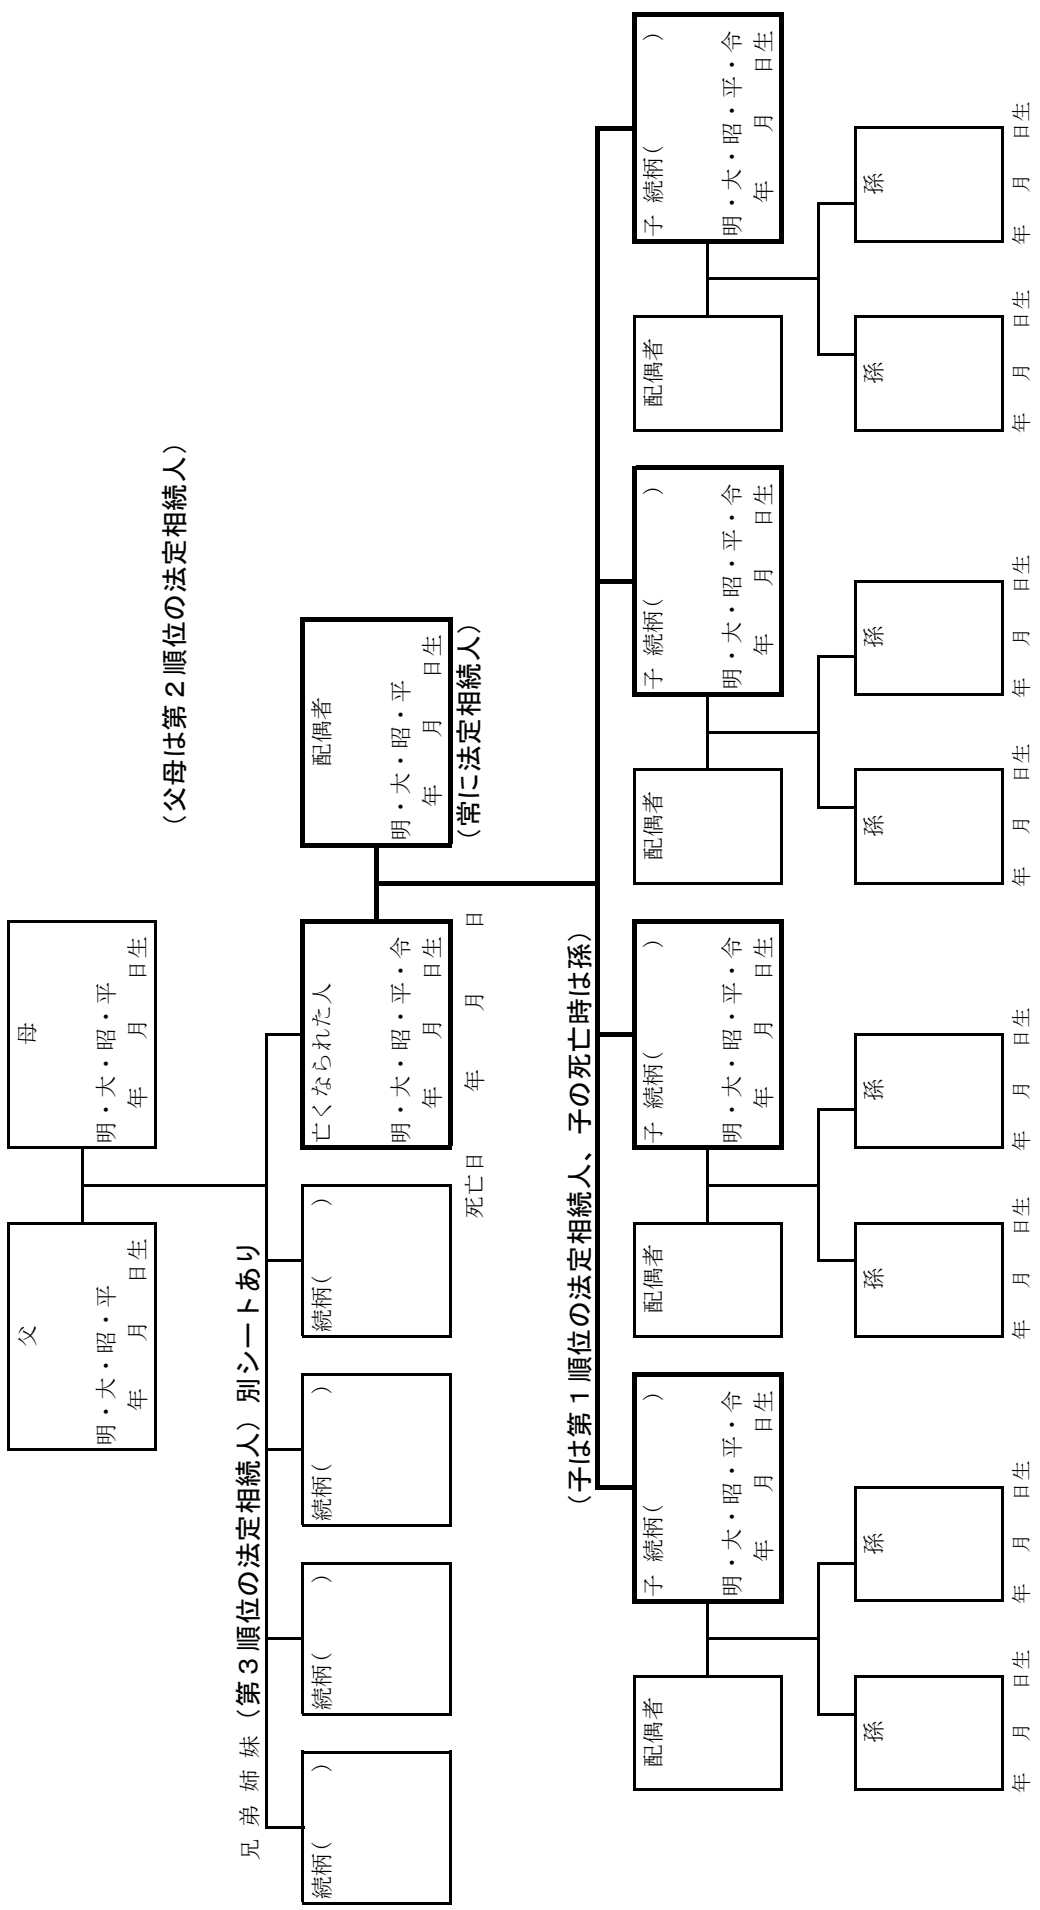 父
明・大・昭・平
年 月 日生
母
明・大・昭・平
年 月 日生
（父母は第２順位の法定相続人）
兄 弟 姉 妹（第３順位の法定相続人）別シートあり
続柄(　　　)
続柄(　　　)
続柄(　　　)
続柄(　　　)
亡くなられた人
明・大・昭・平・令
年 月 日生
死亡日 年 月 日
配偶者
明・大・昭・平
年 月 日生
（常に法定相続人）
（子は第１順位の法定相続人、子の死亡時は孫）
配偶者
子 続柄(　　　)
明・大・昭・平・令
年 月 日生
配偶者
子 続柄(　　　)
明・大・昭・平・令
年 月 日生
配偶者
子 続柄(　　　)
明・大・昭・平・令
年 月 日生
配偶者
子 続柄(　　　)
明・大・昭・平・令
年 月 日生
孫
年 月 日生
孫
年 月 日生
孫
年 月 日生
孫
年 月 日生
孫
年 月 日生
孫
年 月 日生
孫
年 月 日生
孫
年 月 日生